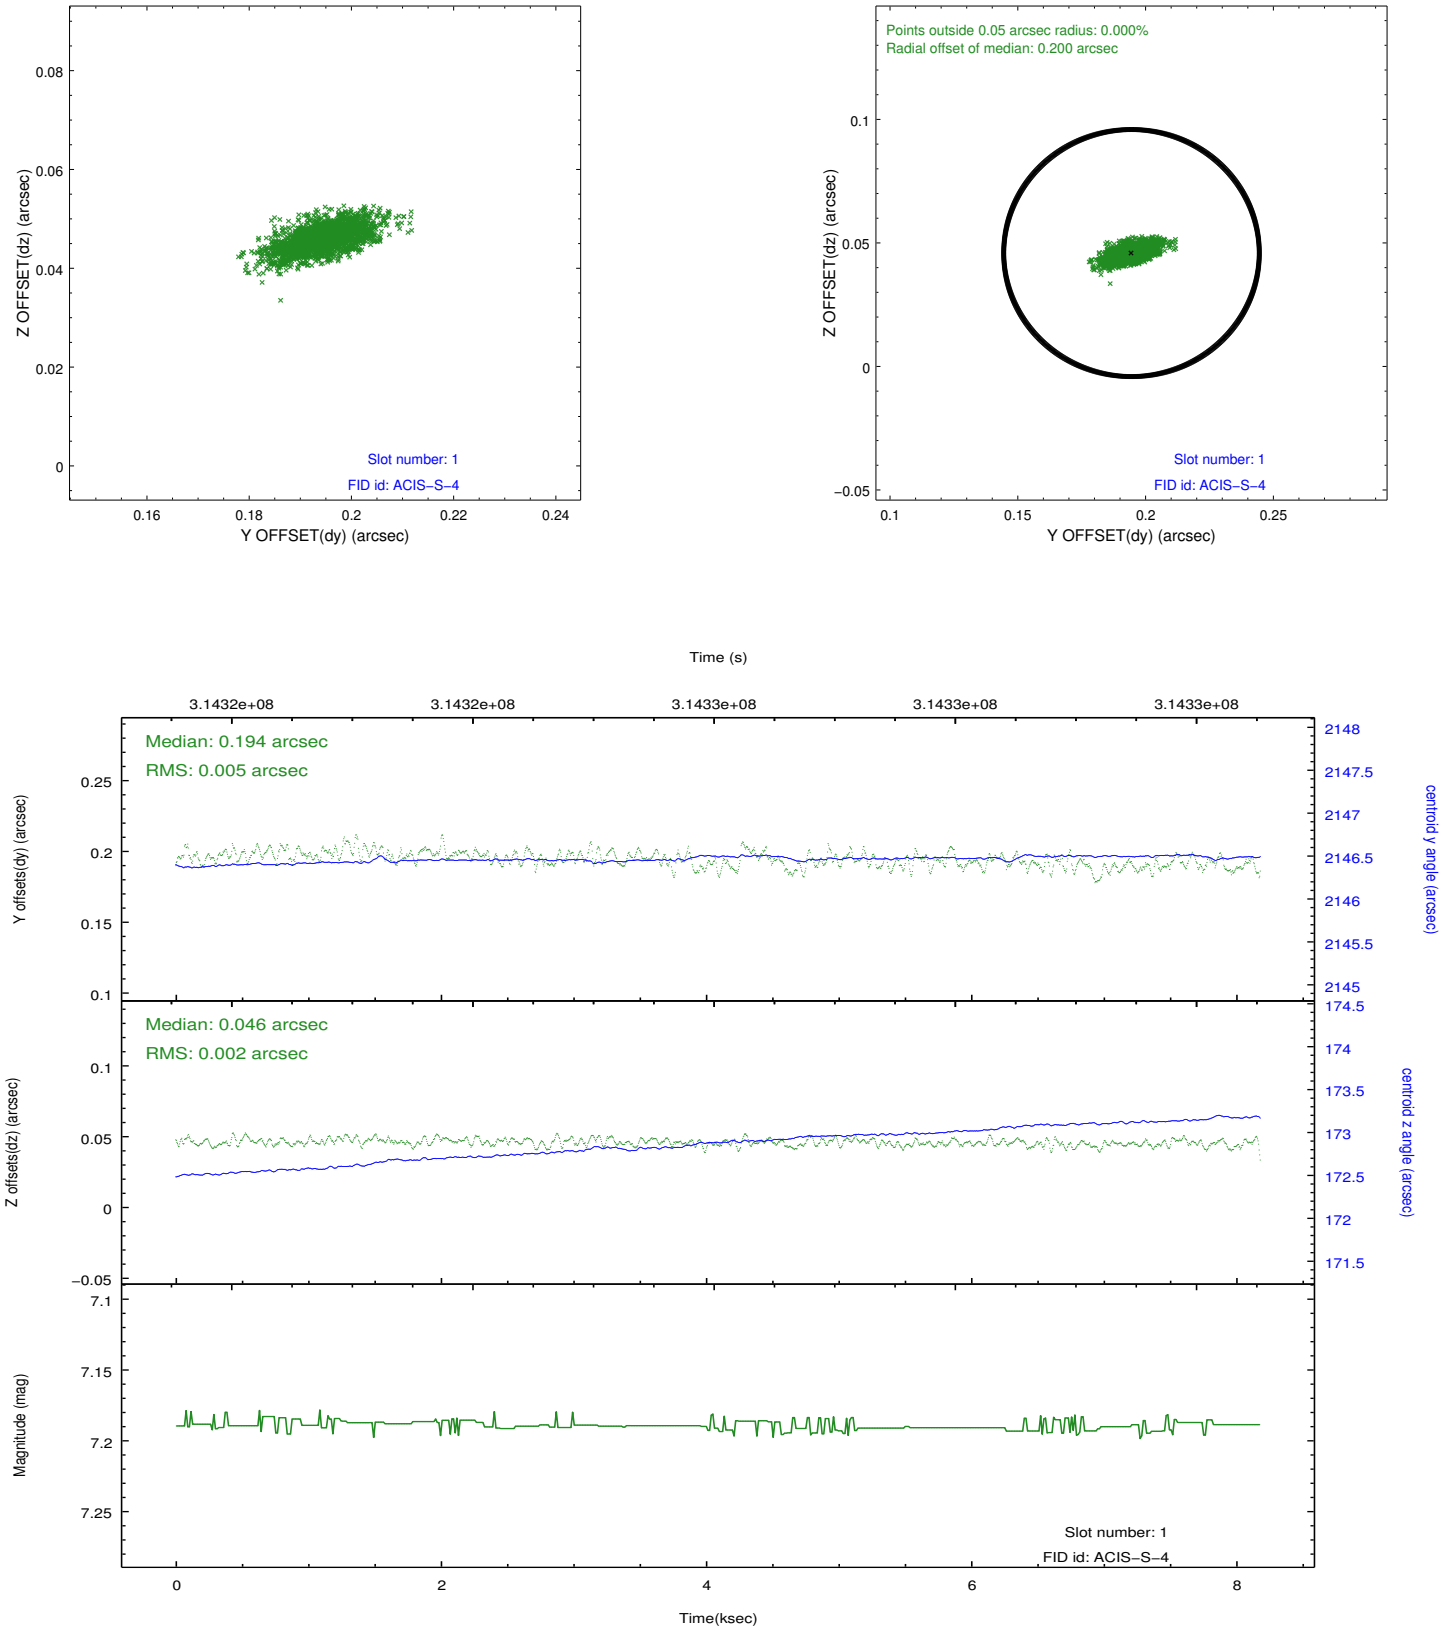 0.08
0.06
0.04
0.02
0
Z OFFSET(dz) (arcsec)
Slot number: 1
FID id: ACIS−S−4
0.16
0.18
0.2
0.22
0.24
Y OFFSET(dy) (arcsec)
Points outside 0.05 arcsec radius: 0.000%
Radial offset of median: 0.200 arcsec
0.1
0.05
0
−0.05
Z OFFSET(dz) (arcsec)
Slot number: 1
FID id: ACIS−S−4
0.1
0.15
0.2
0.25
Y OFFSET(dy) (arcsec)
Time (s)
3.1432e+08
3.1432e+08
3.1433e+08
3.1433e+08
3.1433e+08
Median: 0.194 arcsec
RMS: 0.005 arcsec
0.25
0.2
0.15
0.1
Y offsets(dy) (arcsec)
2148
2147.5
2147
2146.5
2146
2145.5
2145
centroid y angle (arcsec)
Median: 0.046 arcsec
RMS: 0.002 arcsec
0.1
0.05
0
−0.05
Z offsets(dz) (arcsec)
174.5
174
173.5
173
172.5
172
171.5
centroid z angle (arcsec)
7.1
7.15
7.2
7.25
Magnitude (mag)
Slot number: 1
FID id: ACIS−S−4
0
2
4
6
8
Time(ksec)